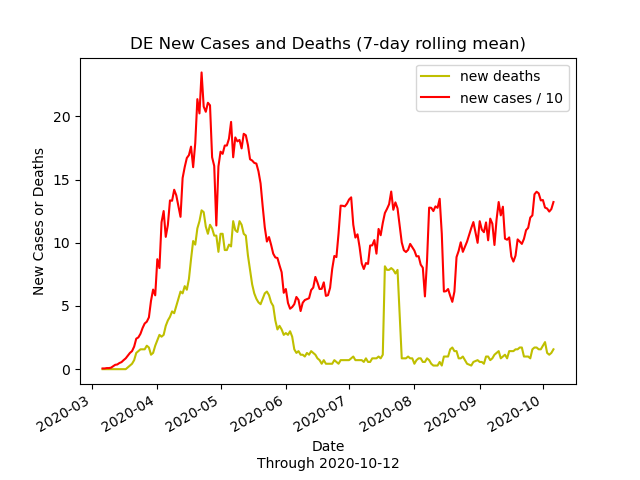 DE New Cases and Deaths (7-day rolling mean)
new deaths
new cases / 10
New Cases or Deaths
20
15
10
5
0
2020-03
2020-04
2020-05
2020-06
2020-07
2020-08
2020-09
2020-10
Date
Through 2020-10-12